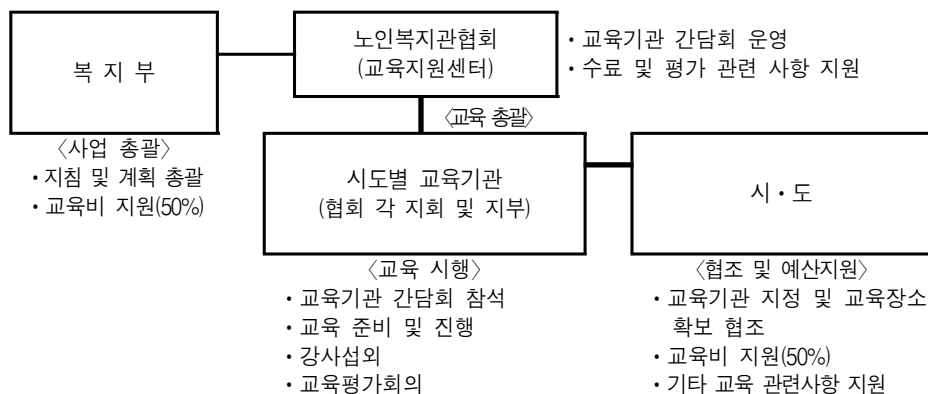 복 지 부
〈사업 총괄〉
・지침 및 계획 총괄
・교육비 지원(50%)
노인복지관협회
(교육지원센터)
・교육기관 간담회 운영
・수료 및 평가 관련 사항 지원
〈교육 총괄〉
시도별 교육기관
(협회 각 지회 및 지부)
〈교육 시행〉
・교육기관 간담회 참석
・교육 준비 및 진행
・강사섭외
・교육평가회의
시・도
〈협조 및 예산지원〉
・교육기관 지정 및 교육장소
확보 협조
・교육비 지원(50%)
・기타 교육 관련사항 지원